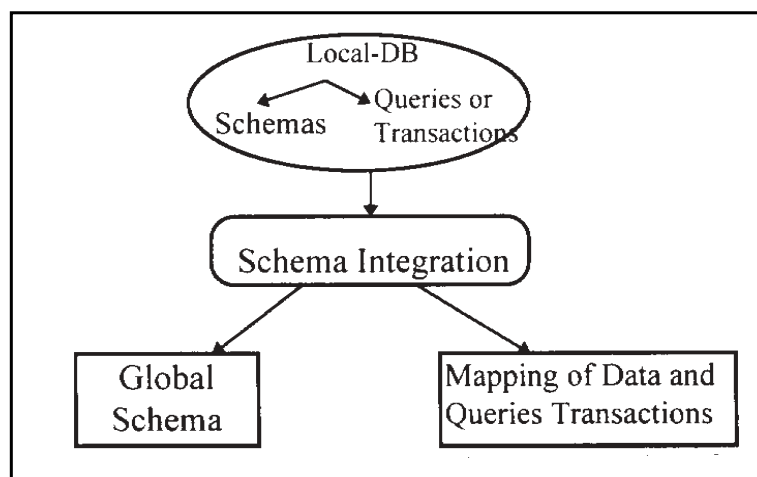 Local-DB
Schemas
Queries or
Transactions
Schema Integration
Global
Schema
Mapping of Data and
Queries Transactions